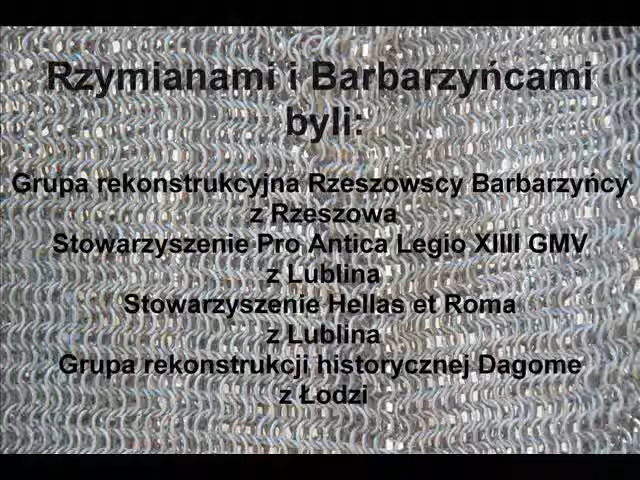 Rzymianami i Barbarzyńcami
byli:
Grupa rekonstrukcyjna Rzeszowscy Barbarzyńcy
z Rzeszowa
Stowarzyszenie Pro Antica Legio XIIII GMV
z Lublina
Stowarzyszenie Hellas et Roma
z Lublina
Grupa rekonstrukcji historycznej Dagome
z Łodzi